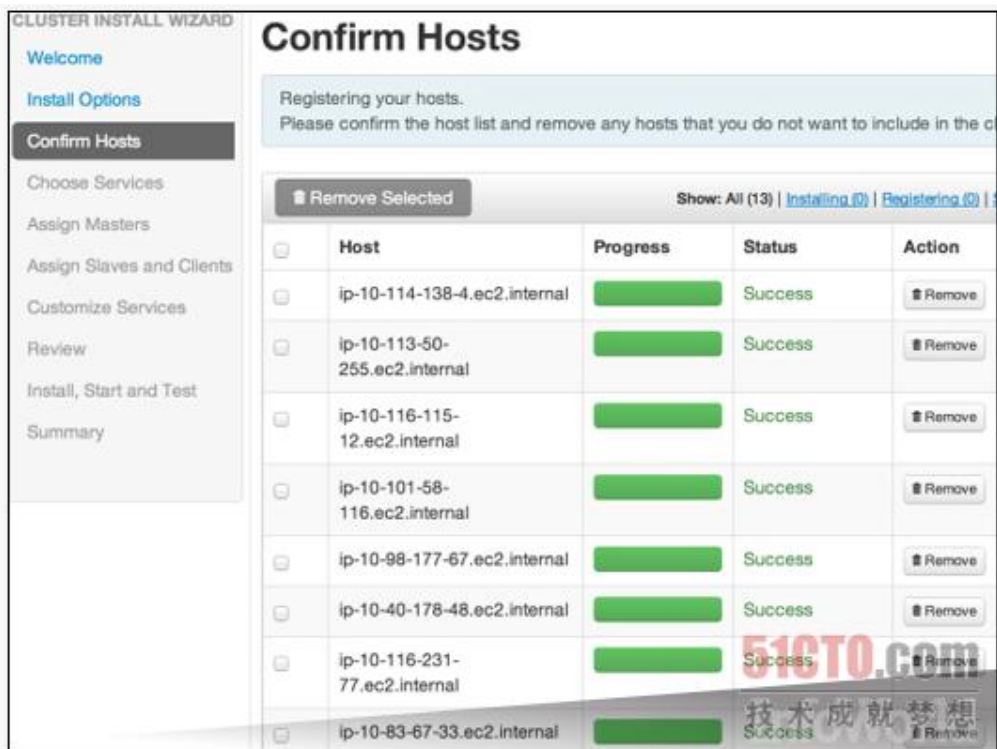 CLUSTER INSTALL WIZARD
Welcome
Install Options
Confirm Hosts
Choose Services
Assign Masters
Assign Slaves and Clients
Customize Services
Review
Install, Start and Test
Summary
Confirm Hosts
Registering your hosts.
Please confirm the host list and remove any hosts that you do not want to include in the
Remove Selected
Show: All (13) | Installing (0) | Registering (0) |
Host Progress Status Action
ip-10-114-138-4.ec2.internal Success Remove
ip-10-113-50-
255.ec2.internal Success Remove
ip-10-116-115-
12.ec2.internal Success Remove
ip-10-101-58-
116.ec2.internal Success Remove
ip-10-98-177-67.ec2.internal Success Remove
ip-10-40-178-48.ec2.internal Success Remove
ip-10-116-231-
77.ec2.internal Success Remove
ip-10-83-67-33.ec2.internal Success Remove
51CTO.com
技术成就梦想